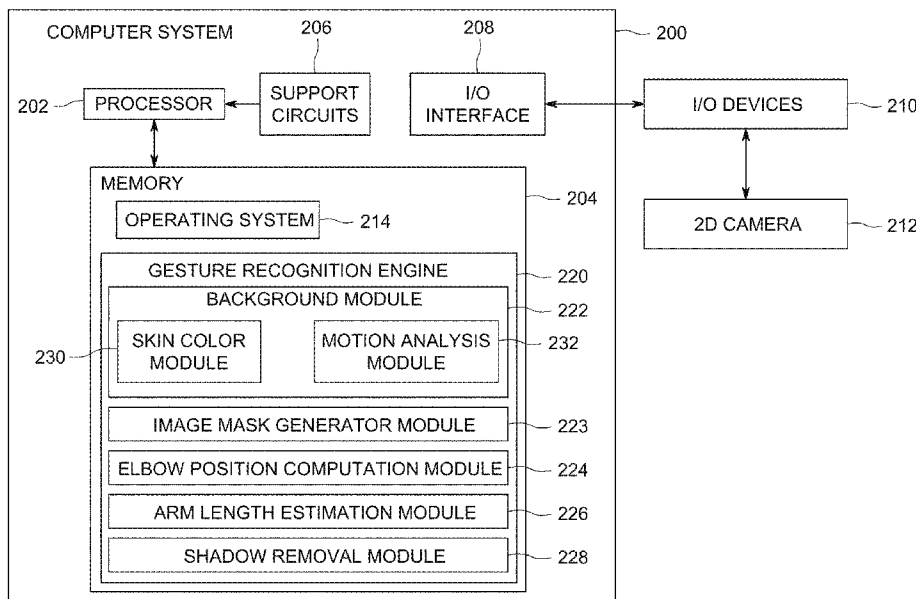 COMPUTER SYSTEM
206
208
200
202
PROCESSOR
SUPPORT
CIRCUITS
I/O
INTERFACE
I/O DEVICES
210
MEMORY
204
OPERATING SYSTEM
214
2D CAMERA
212
GESTURE RECOGNITION ENGINE
220
BACKGROUND MODULE
222
230
SKIN COLOR
MODULE
MOTION ANALYSIS
MODULE
232
IMAGE MASK GENERATOR MODULE
223
ELBOW POSITION COMPUTATION MODULE
224
ARM LENGTH ESTIMATION MODULE
226
SHADOW REMOVAL MODULE
228